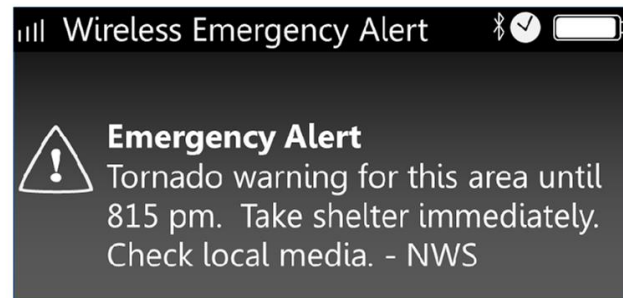 Wireless Emergency Alert
Emergency Alert
Tornado warning for this area until
815 pm. Take shelter immediately.
Check local media. - NWS